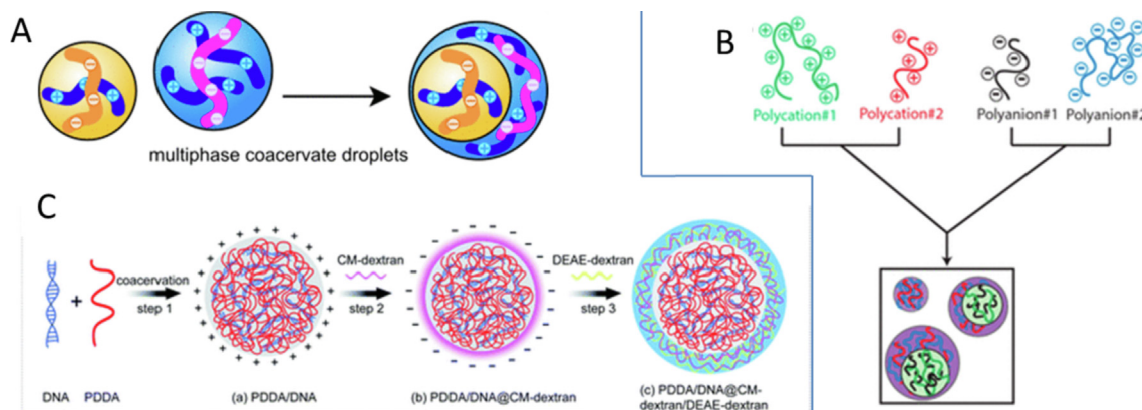 A
multiphase coacervate droplets
B
Polycation#1
Polycation#2
Polyanion#1
Polyanion#2
C
DNA
+
PDDA
coacervation
step 1
(a) PDDA/DNA
CM-dextran
step 2
(b) PDDA/DNA@CM-dextran
DEAE-dextran
step 3
(c) PDDA/DNA@CM-
dextran/DEAE-dextran